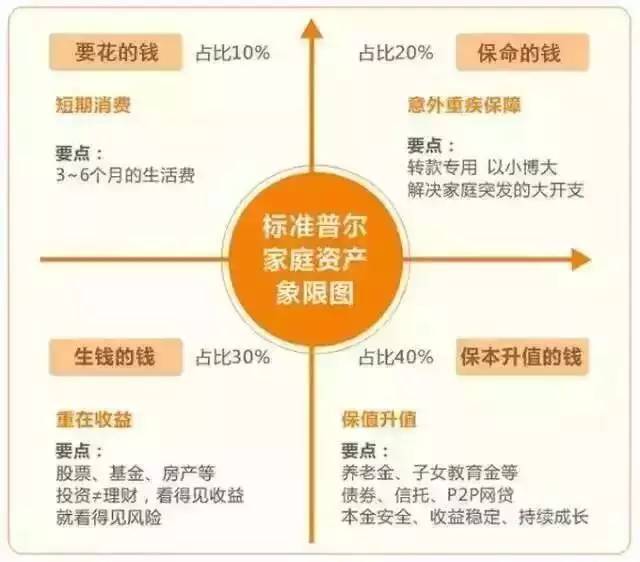 要花的钱 占比10%
短期消费
要点：
3~6个月的生活费
占比20% 保命的钱
意外重疾保障
要点：
转款专用 以小博大
解决家庭突发的大开支
标准普尔
家庭资产
象限图
生钱的钱 占比30%
重在收益
要点：
股票、基金、房产等
投资≠理财，看得见收益
就看得见风险
占比40% 保本升值的钱
保值升值
要点：
养老金、子女教育金等
债券、信托、P2P网贷
本金安全、收益稳定、持续成长